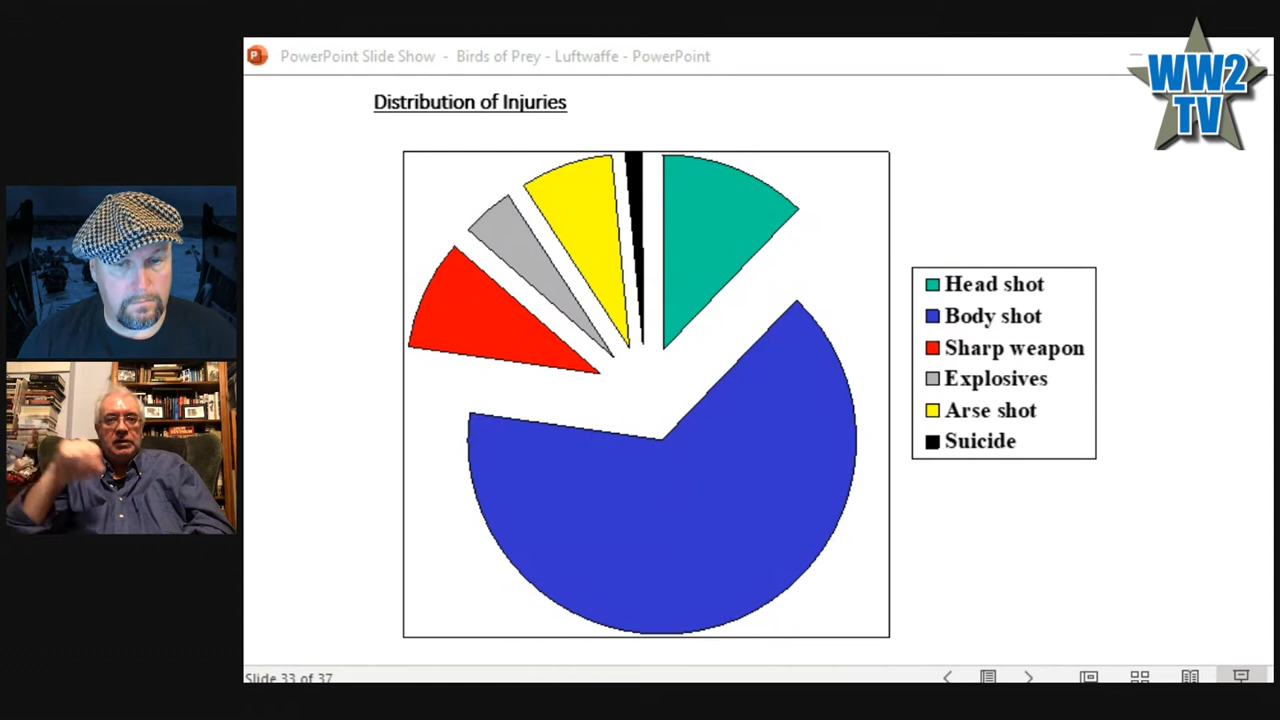 PowerPoint Slide Show - Birds of Prey - Luftwaffe - PowerPoint
WW2
TV
Distribution of Injuries
Head shot
Body shot
Sharp weapon
Explosives
Arse shot
Suicide
Slide 33 of 37